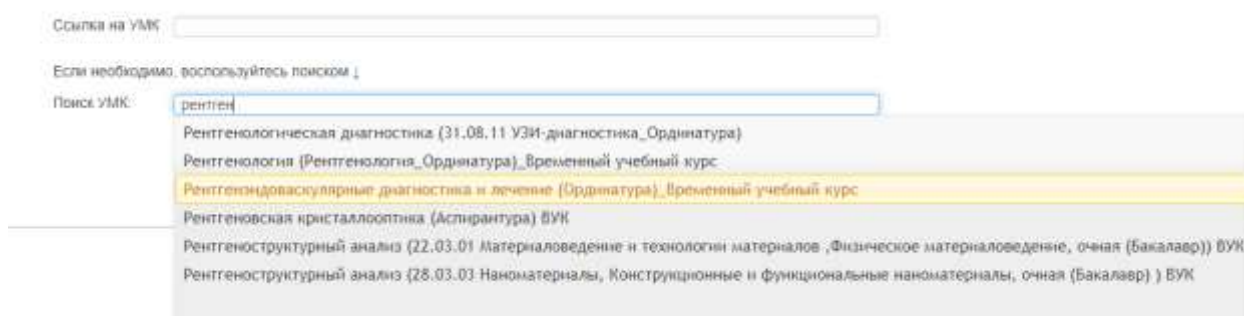 Ссылка на УМК
Если необходимо, воспользуйтесь поиском ↓
Поиск УМК: рентген
Рентгенологическая диагностика (31.08.11 УЗИ-диагностика_Ординатура)
Рентгенология (Рентгенология_Ординатура)_Временный учебный курс
Рентгенэндоваскулярные диагностика и лечение (Ординатура)_Временный учебный курс
Рентгеновская кристаллооптика (Аспирантура) ВУК
Рентгеноструктурный анализ (22.03.01 Материаловедение и технологии материалов ,Физическое материаловедение, очная (Бакалавр)) ВУК
Рентгеноструктурный анализ (28.03.03 Наноматериалы, Конструкционные и функциональные наноматериалы, очная (Бакалавр) ) ВУК